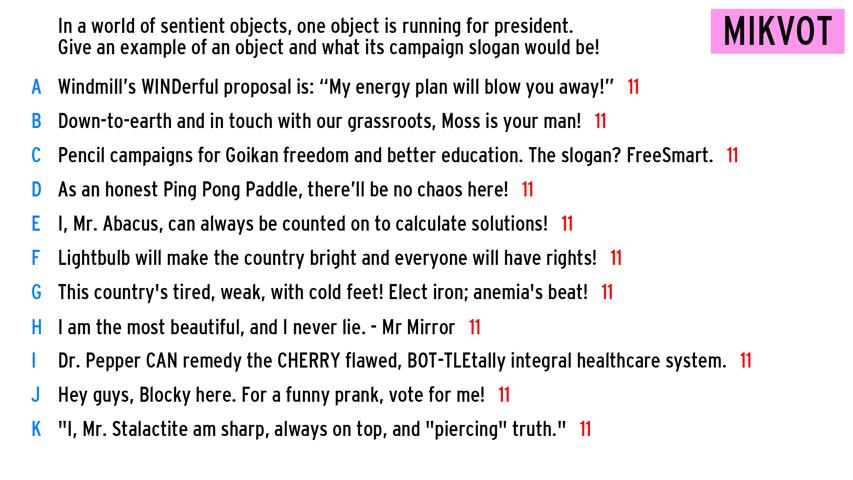 In a world of sentient objects, one object is running for president.
Give an example of an object and what its campaign slogan would be!
MIKVOT
A Windmill's WINDerful proposal is: “My energy plan will blow you away!” 11
B Down-to-earth and in touch with our grassroots, Moss is your man! 11
C Pencil campaigns for Goikan freedom and better education. The slogan? FreeSmart. 11
D As an honest Ping Pong Paddle, there'll be no chaos here! 11
E I, Mr. Abacus, can always be counted on to calculate solutions! 11
F Lightbulb will make the country bright and everyone will have rights! 11
G This country's tired, weak, with cold feet! Elect iron; anemia's beat! 11
H I am the most beautiful, and I never lie. - Mr Mirror 11
I Dr. Pepper CAN remedy the CHERRY flawed, BOT-TLEtally integral healthcare system. 11
J Hey guys, Blocky here. For a funny prank, vote for me! 11
K "I, Mr. Stalactite am sharp, always on top, and "piercing" truth." 11